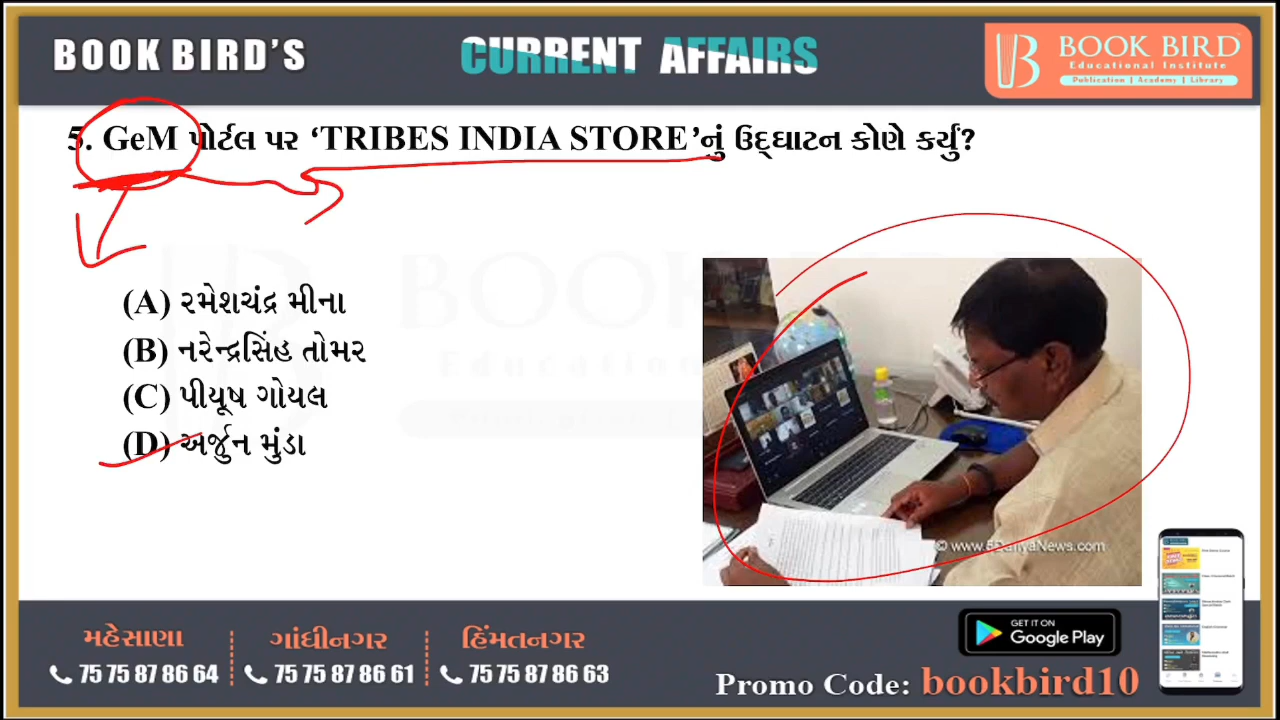 BOOK BIRD'S
CURRENT AFFAIRS
BOOK BIRD
Educational Institute
Publication | Academy | Library
5. GeM પોર્ટલ પર ‘TRIBES INDIA STORE’નું ઉદ્‌ઘાટન કોણે કર્યું?
(A) રમેશચંદ્ર મીના
(B) નરેન્દ્રસિંહ તોમર
(C) પીયૂષ ગોયલ
(D) અર્જુન મુંડા
BOOK
Educational
© www.5DariyaNews.com
મહેસાણા
75 75 87 86 64
ગાંધીનગર
75 75 87 86 61
હિંમતનગર
75 75 87 86 63
GET IT ON
Google Play
Promo Code: bookbird10